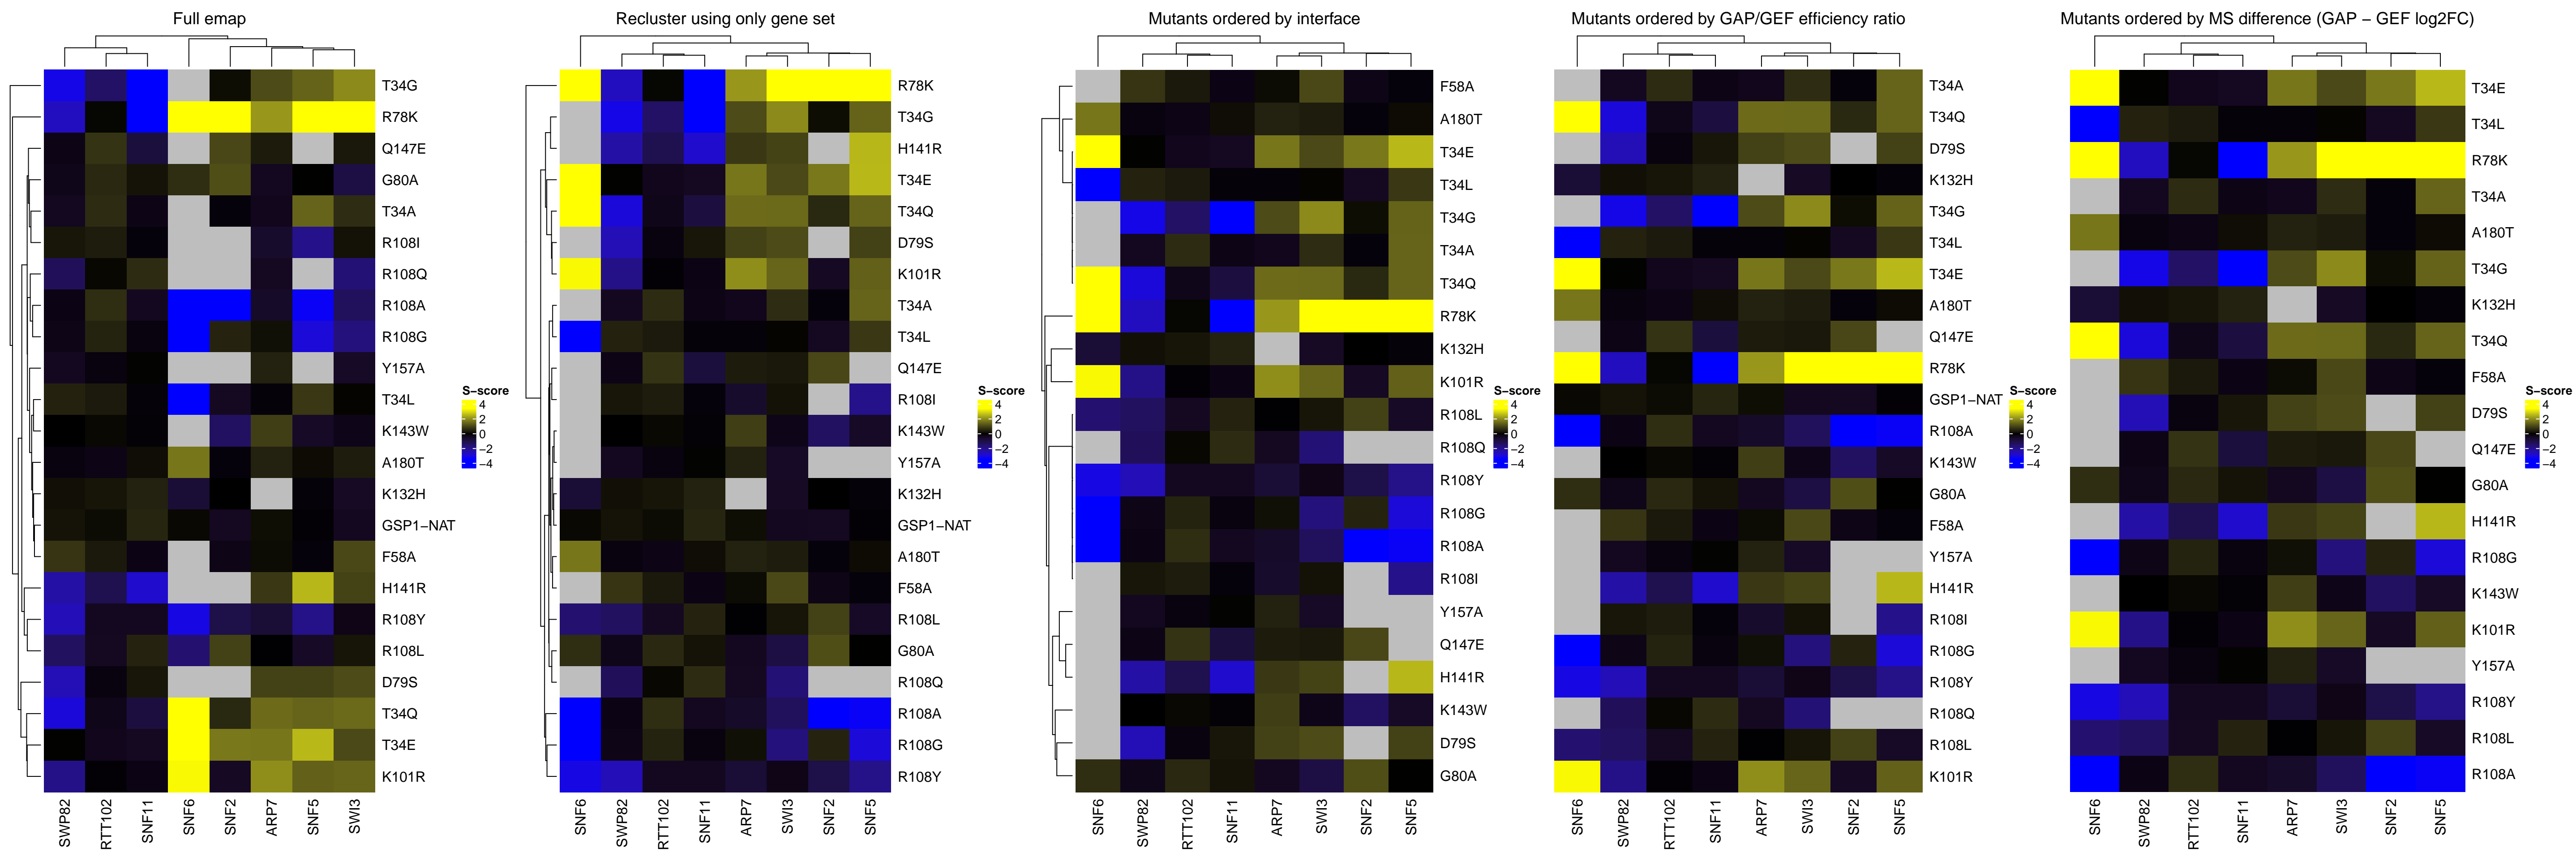 Full emap
T34G
R78K
Q147E
G80A
T34A
R108I
R108Q
R108A
R108G
Y157A
T34L
K143W
A180T
K132H
GSP1−NAT
F58A
H141R
R108Y
R108L
D79S
T34Q
T34E
K101R
SWP82
RTT102
SNF11
SNF6
SNF2
ARP7
SNF5
SWI3
S−score
4
2
0
−2
−4
Recluster using only gene set
R78K
T34G
H141R
T34E
T34Q
D79S
K101R
T34A
T34L
Q147E
R108I
K143W
Y157A
K132H
GSP1−NAT
A180T
F58A
R108L
G80A
R108Q
R108A
R108G
R108Y
SNF6
SWP82
RTT102
SNF11
ARP7
SWI3
SNF2
SNF5
S−score
4
2
0
−2
−4
Mutants ordered by interface
F58A
A180T
T34E
T34L
T34G
T34A
T34Q
R78K
K132H
K101R
R108L
R108Q
R108Y
R108G
R108A
R108I
Y157A
Q147E
H141R
K143W
D79S
G80A
SNF6
SWP82
RTT102
SNF11
ARP7
SWI3
SNF2
SNF5
S−score
4
2
0
−2
−4
Mutants ordered by GAP/GEF efficiency ratio
T34A
T34Q
D79S
K132H
T34G
T34L
T34E
A180T
Q147E
R78K
GSP1−NAT
R108A
K143W
G80A
F58A
Y157A
H141R
R108I
R108G
R108Y
R108Q
R108L
K101R
SNF6
SWP82
RTT102
SNF11
ARP7
SWI3
SNF2
SNF5
S−score
4
2
0
−2
−4
Mutants ordered by MS difference (GAP − GEF log2FC)
T34E
T34L
R78K
T34A
A180T
T34G
K132H
T34Q
F58A
D79S
Q147E
G80A
H141R
R108G
K143W
K101R
Y157A
R108Y
R108L
R108A
SNF6
SWP82
RTT102
SNF11
ARP7
SWI3
SNF2
SNF5
S−score
4
2
0
−2
−4